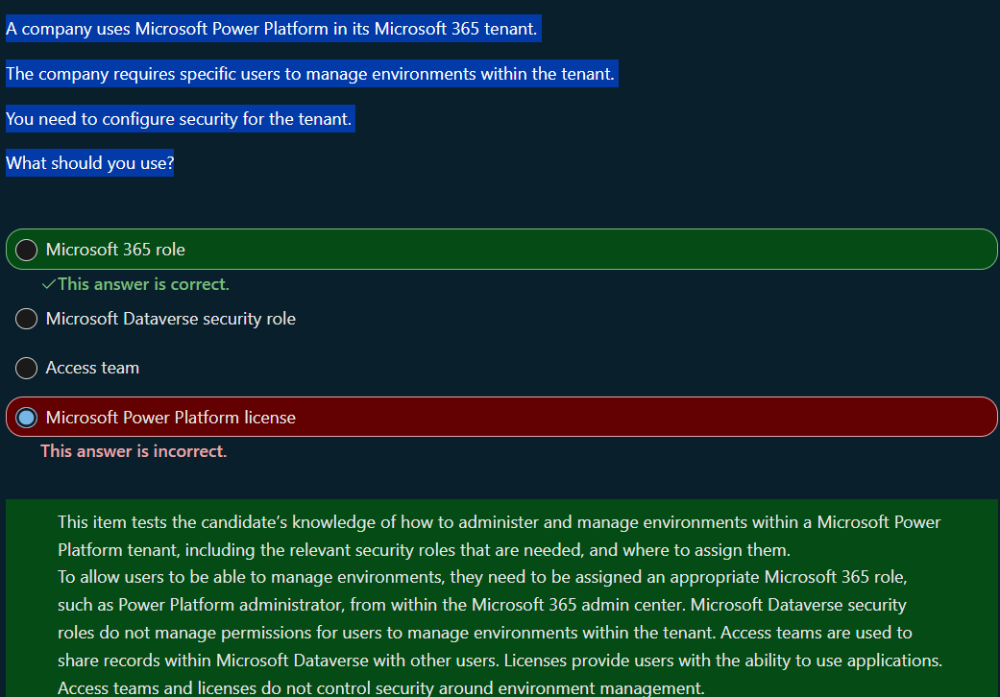 A company uses Microsoft Power Platform in its Microsoft 365 tenant.
The company requires specific users to manage environments within the tenant.
You need to configure security for the tenant.
What should you use?
Microsoft 365 role
✓This answer is correct.
Microsoft Dataverse security role
Access team
Microsoft Power Platform license
This answer is incorrect.
This item tests the candidate’s knowledge of how to administer and manage environments within a Microsoft Power
Platform tenant, including the relevant security roles that are needed, and where to assign them.
To allow users to be able to manage environments, they need to be assigned an appropriate Microsoft 365 role,
such as Power Platform administrator, from within the Microsoft 365 admin center. Microsoft Dataverse security
roles do not manage permissions for users to manage environments within the tenant. Access teams are used to
share records within Microsoft Dataverse with other users. Licenses provide users with the ability to use applications.
Access teams and licenses do not control security around environment management.